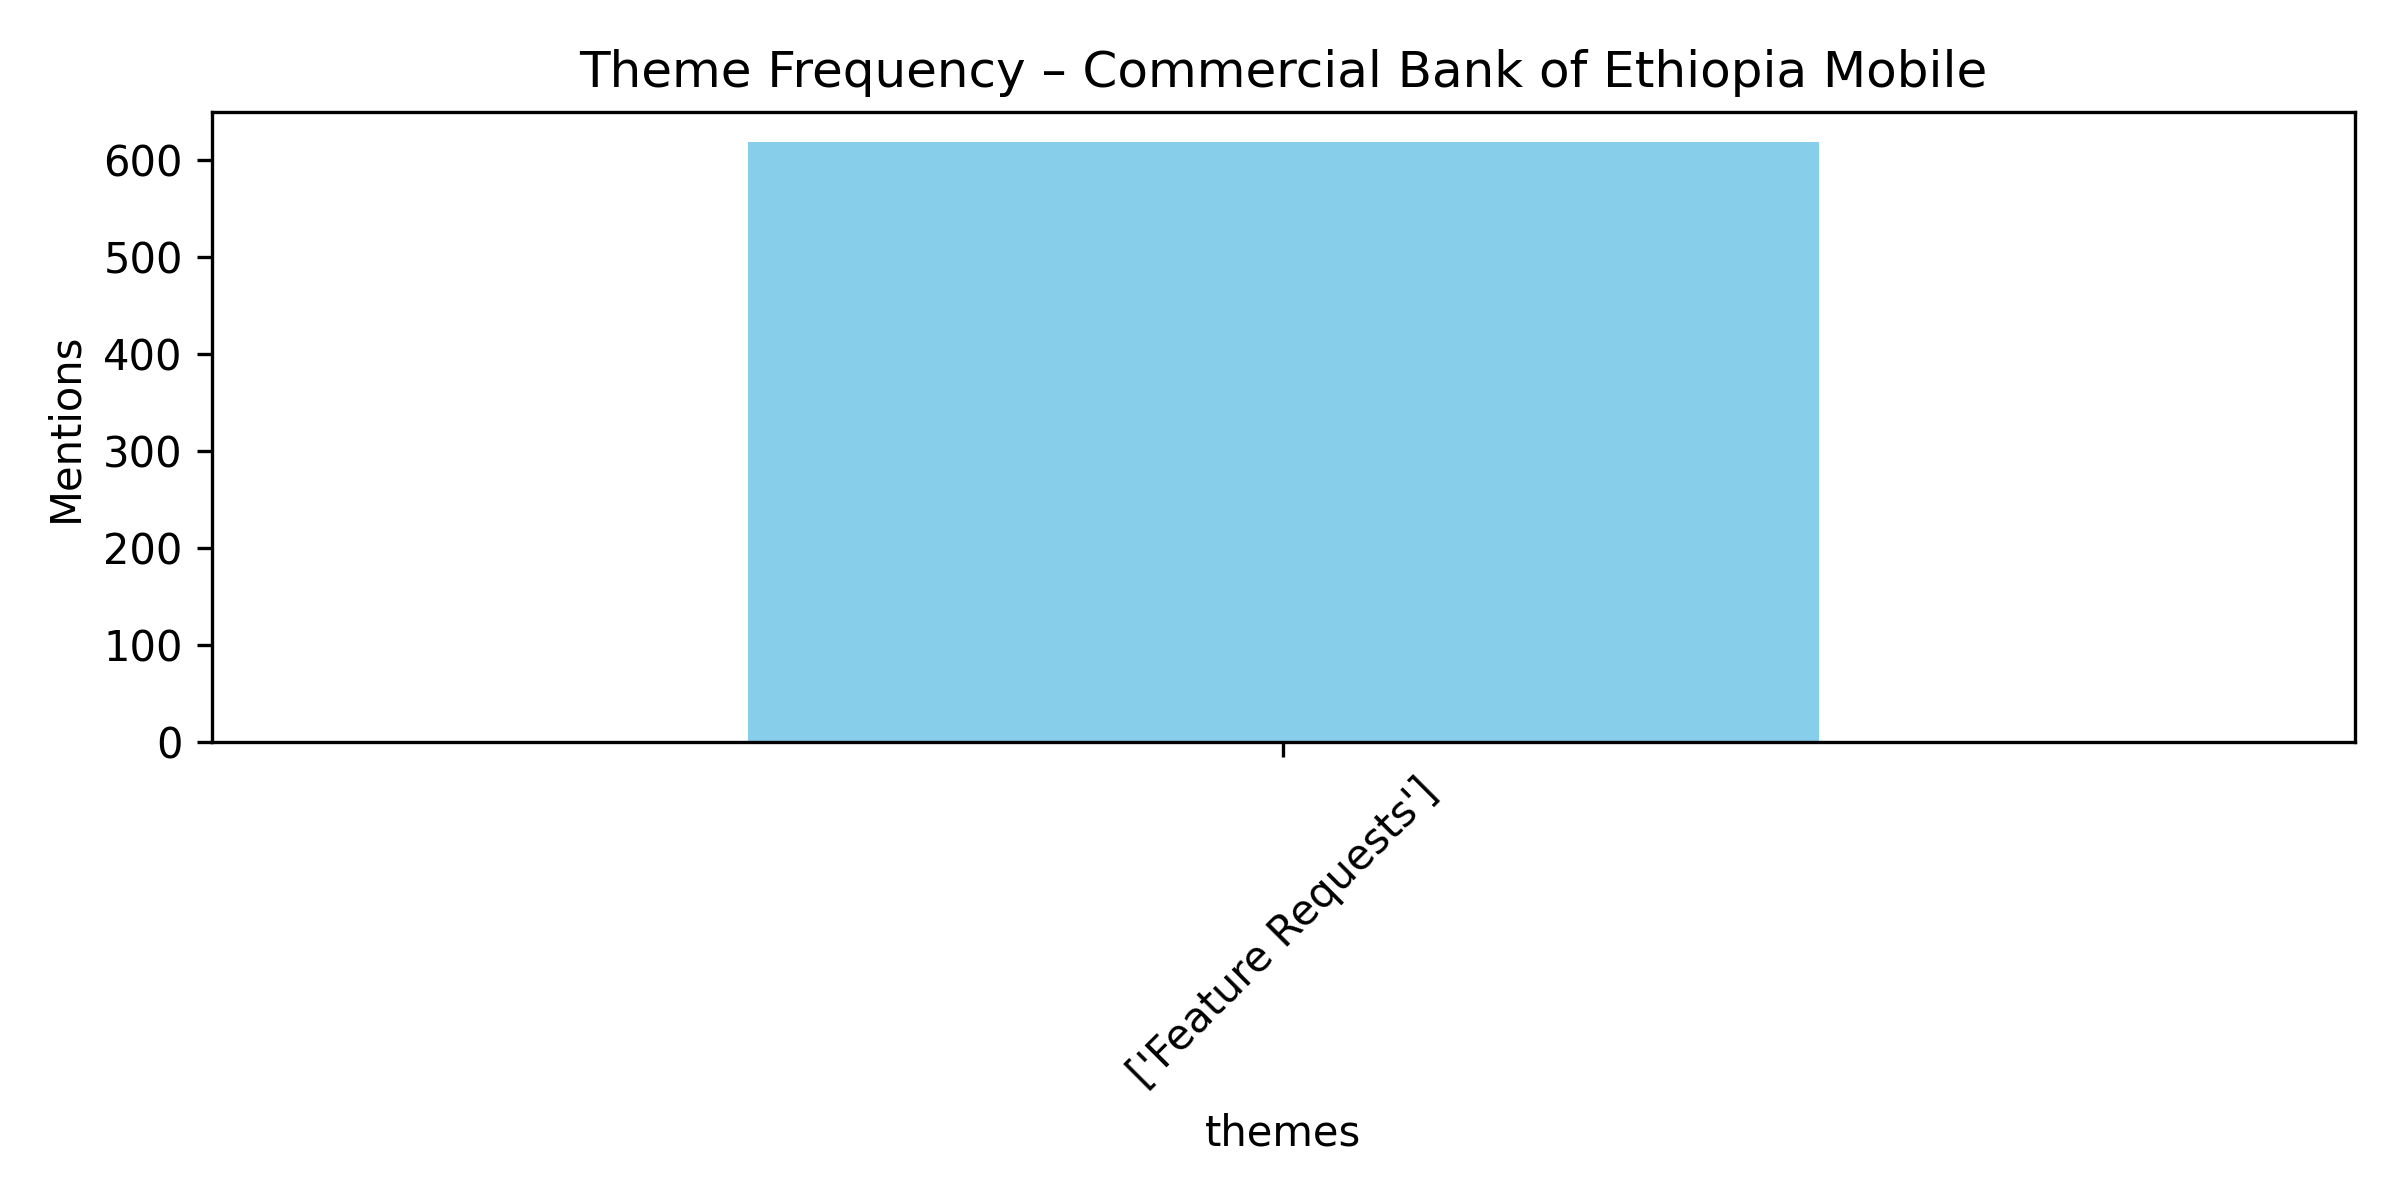 Theme Frequency – Commercial Bank of Ethiopia Mobile
Mentions
600
500
400
300
200
100
0
['Feature Requests']
themes